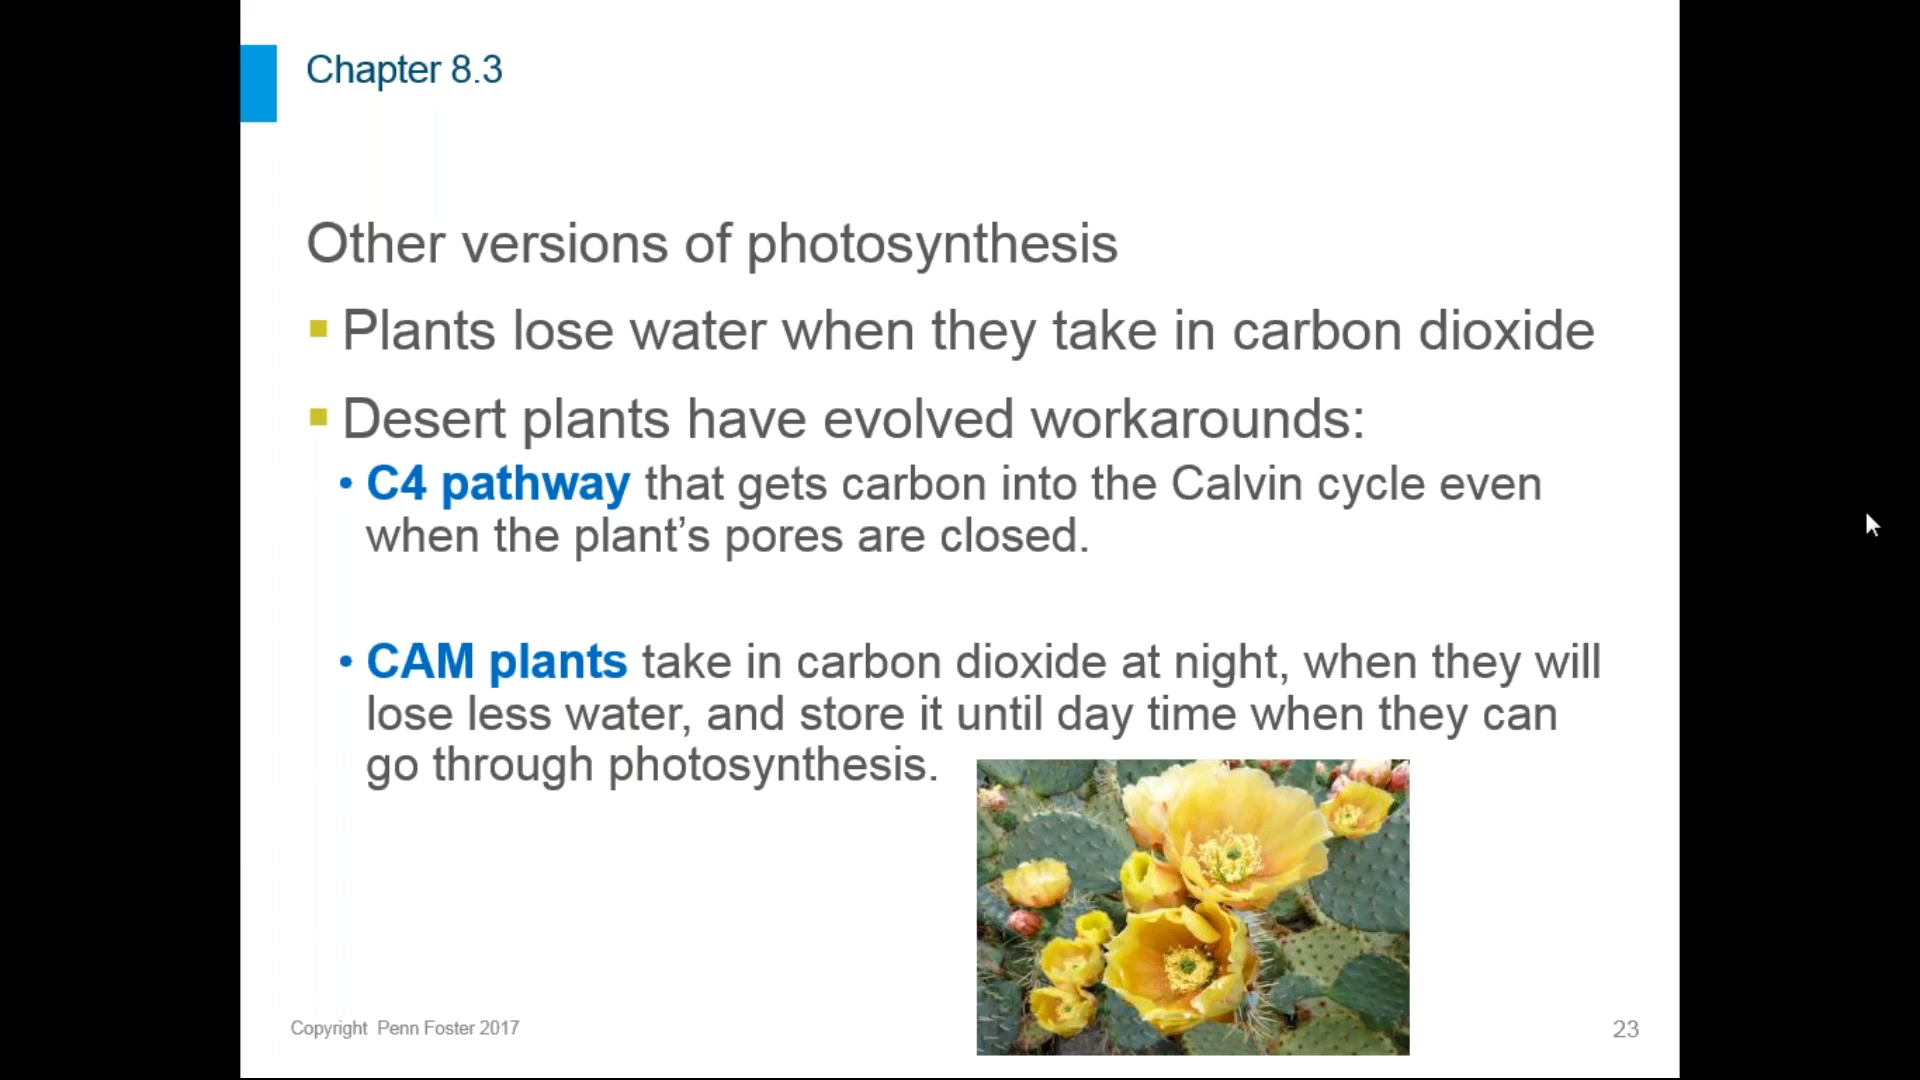 Chapter 8.3
Other versions of photosynthesis
▪ Plants lose water when they take in carbon dioxide
▪ Desert plants have evolved workarounds:
• C4 pathway that gets carbon into the Calvin cycle even
when the plant’s pores are closed.
• CAM plants take in carbon dioxide at night, when they will
lose less water, and store it until day time when they can
go through photosynthesis.
Copyright Penn Foster 2017
23